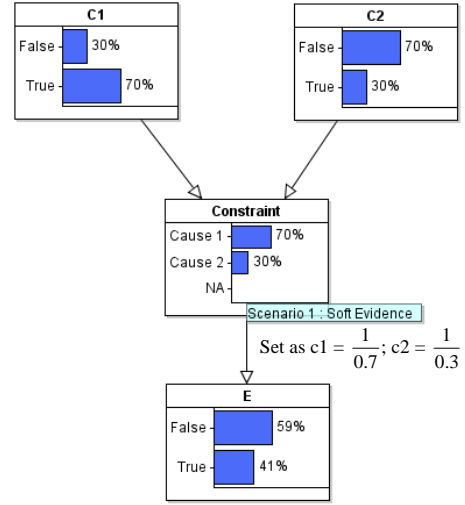 C1
False 30%
True 70%
C2
False 70%
True 30%
Constraint
Cause 1 70%
Cause 2 30%
NA
Scenario 1 : Soft Evidence
Set as c1 = 1/0.7; c2 = 1/0.3
E
False 59%
True 41%